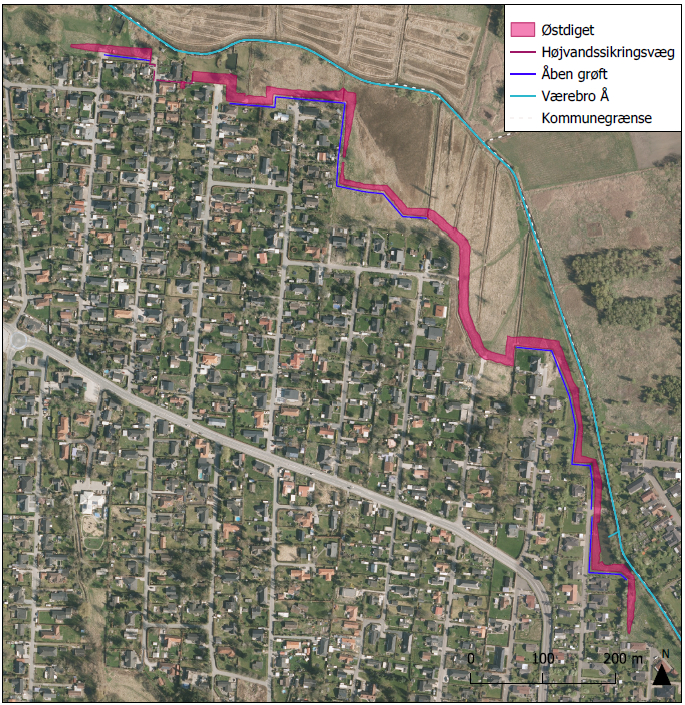 Østdiget
Højvandssikringsvæg
Åben grøft
Værebro Å
Kommunegrænse
0 100 200 m
N